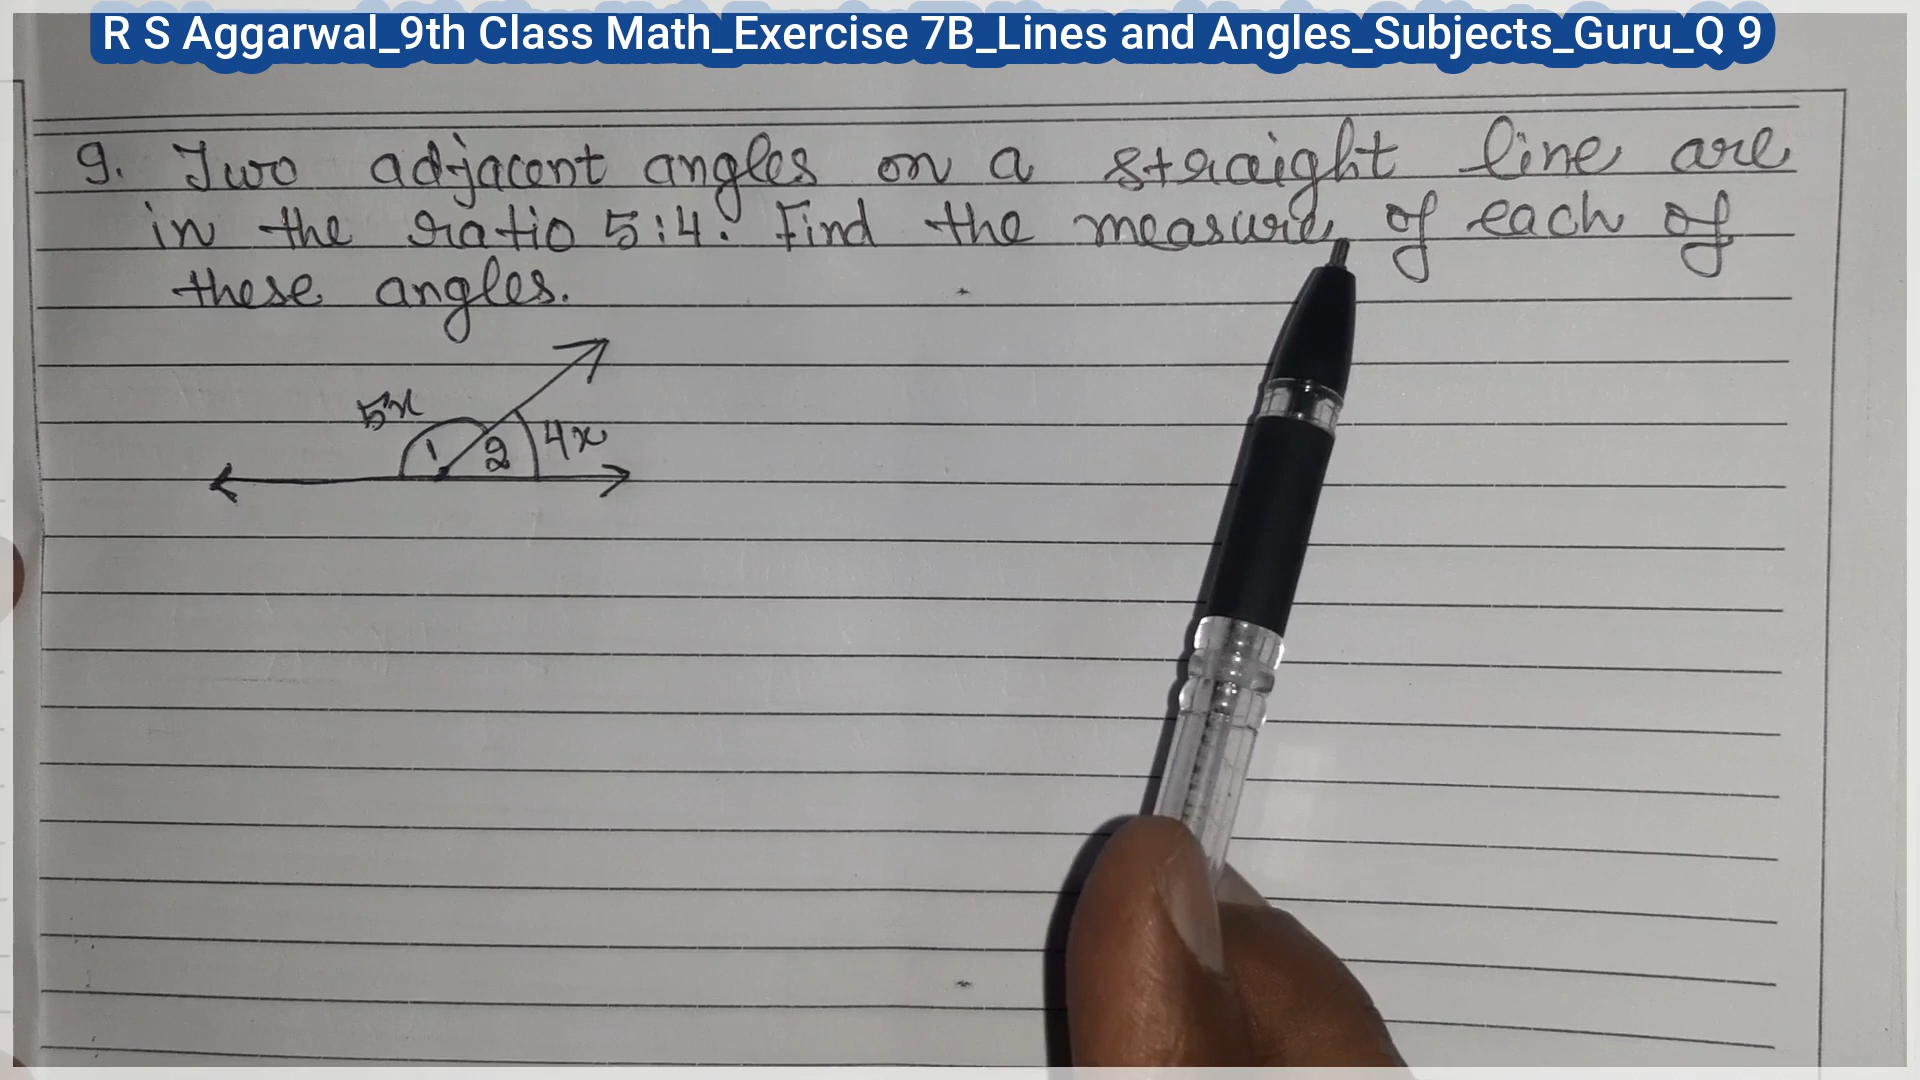 R S Aggarwal_9th Class Math_Exercise 7B_Lines and Angles_Subjects_Guru_Q 9
9. Two adjacent angles on a straight line are
in the ratio 5:4. Find the measure of each of
these angles.
5x
1 2 4x